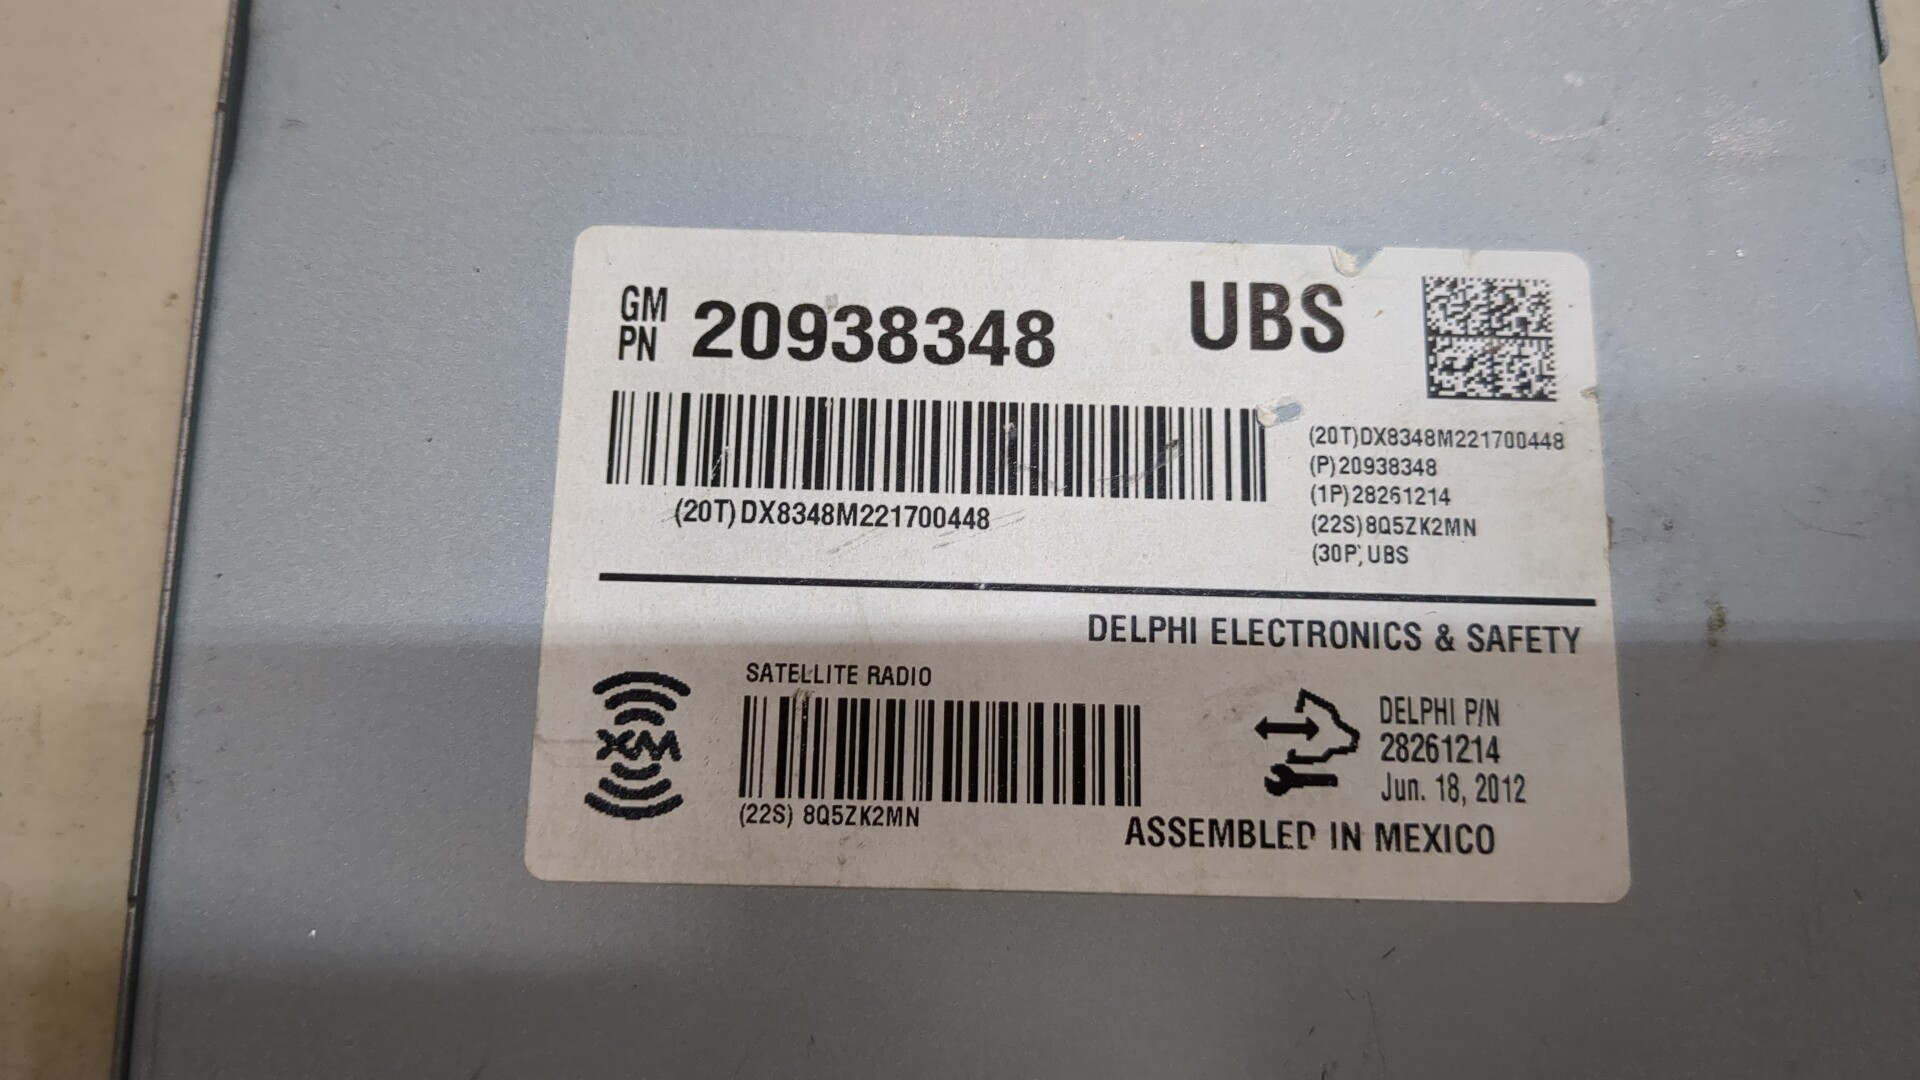 GM PN 20938348 UBS
(20T)DX8348M221700448
(20T)DX8348M221700448
(P)20938348
(1P)28261214
(22S)8Q5ZK2MN
(30P)UBS
DELPHI ELECTRONICS & SAFETY
SATELLITE RADIO
XM
(22S) 8Q5ZK2MN
DELPHI P/N
28261214
Jun. 18, 2012
ASSEMBLED IN MEXICO